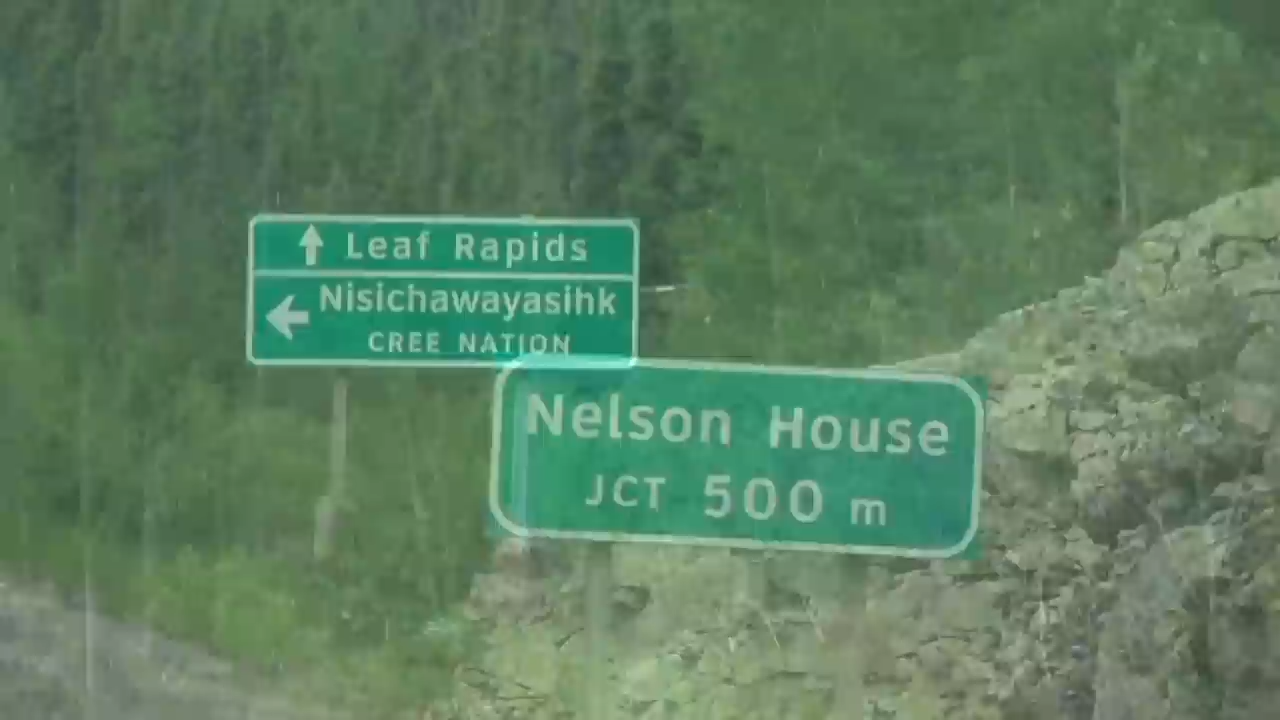 Leaf Rapids
Nisichawayasihk
CREE NATION
Nelson House
JCT 500 m